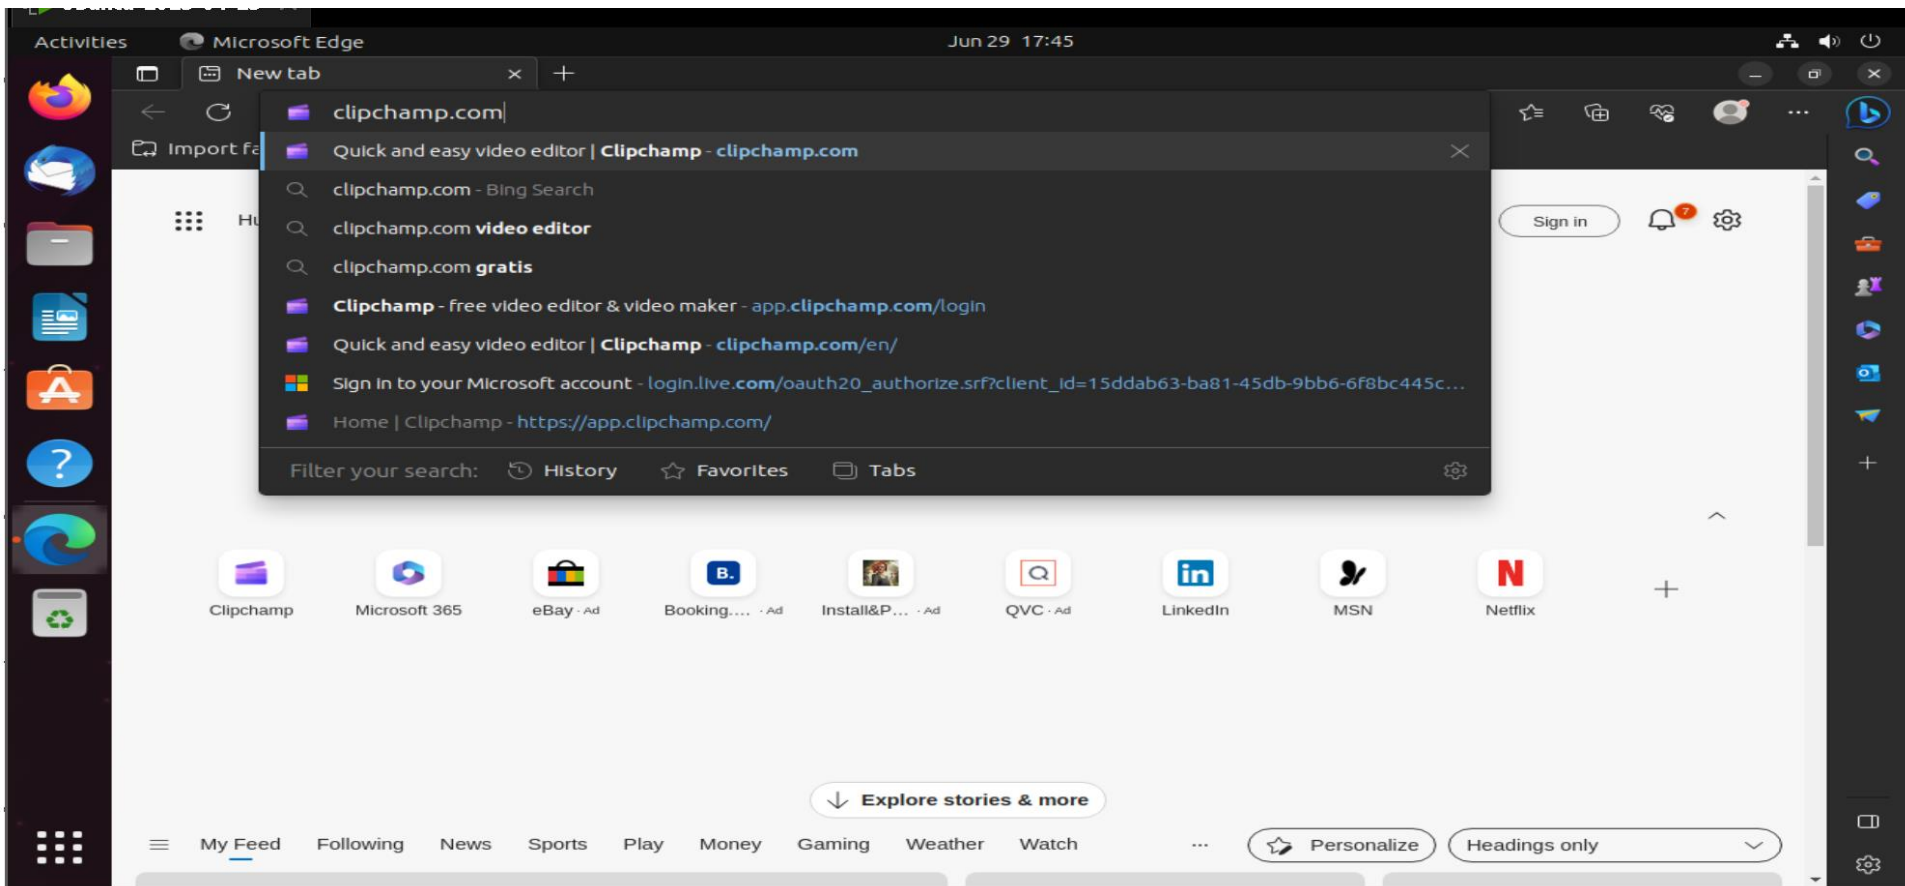 Activities Microsoft Edge Jun 29 17:45
New tab
clipchamp.com
Import fa
Quick and easy video editor | Clipchamp - clipchamp.com
clipchamp.com - Bing Search
clipchamp.com video editor
clipchamp.com gratis
Clipchamp - free video editor & video maker - app.clipchamp.com/login
Quick and easy video editor | Clipchamp - clipchamp.com/en/
Sign in to your Microsoft account - login.live.com/oauth20_authorize.srf?client_id=15ddab63-ba81-45db-9bb6-6f8bc445c...
Home | Clipchamp - https://app.clipchamp.com/
Filter your search: History Favorites Tabs
Sign in 7
Clipchamp Microsoft 365 eBay · Ad Booking.... · Ad Install&P... · Ad QVC · Ad LinkedIn MSN Netflix
Explore stories & more
My Feed Following News Sports Play Money Gaming Weather Watch ... Personalize Headings only